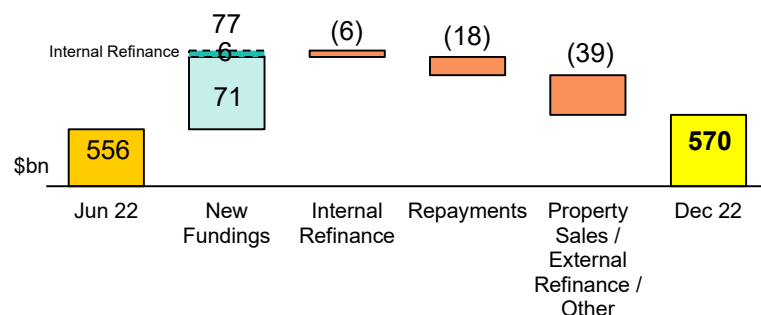 77
(6)
(18)
(39)
Internal Refinance
6
71
556
570
$bn
Jun 22
New
Fundings
Internal
Refinance
Repayments
Property
Sales /
External
Refinance /
Other
Dec 22